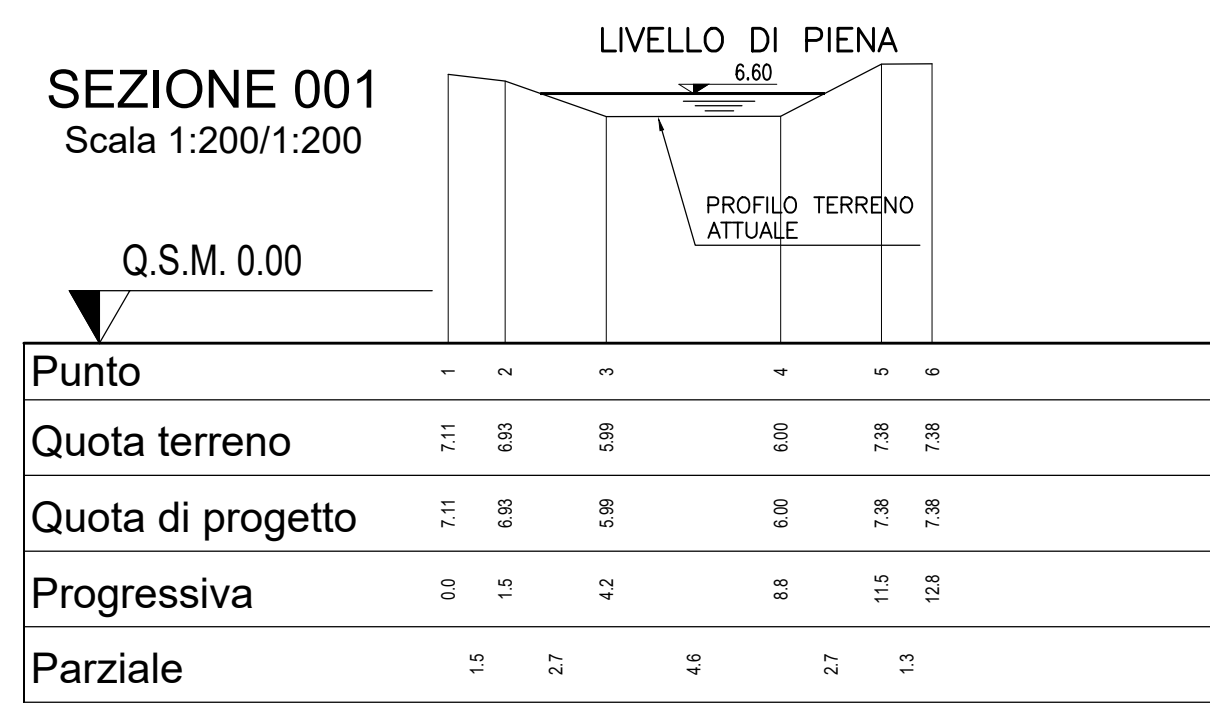 LIVELLO DI PIENA
6.60
SEZIONE 001
Scala 1:200/1:200
PROFILO TERRENO
ATTUALE
Q.S.M. 0.00
Punto 1 2 3 4 5 6
Quota terreno 7.11 6.93 5.99 6.00 7.38 7.38
Quota di progetto 7.11 6.93 5.99 6.00 7.38 7.38
Progressiva 0.0 1.5 4.2 8.8 11.5 12.8
Parziale 1.5 2.7 4.6 2.7 1.3